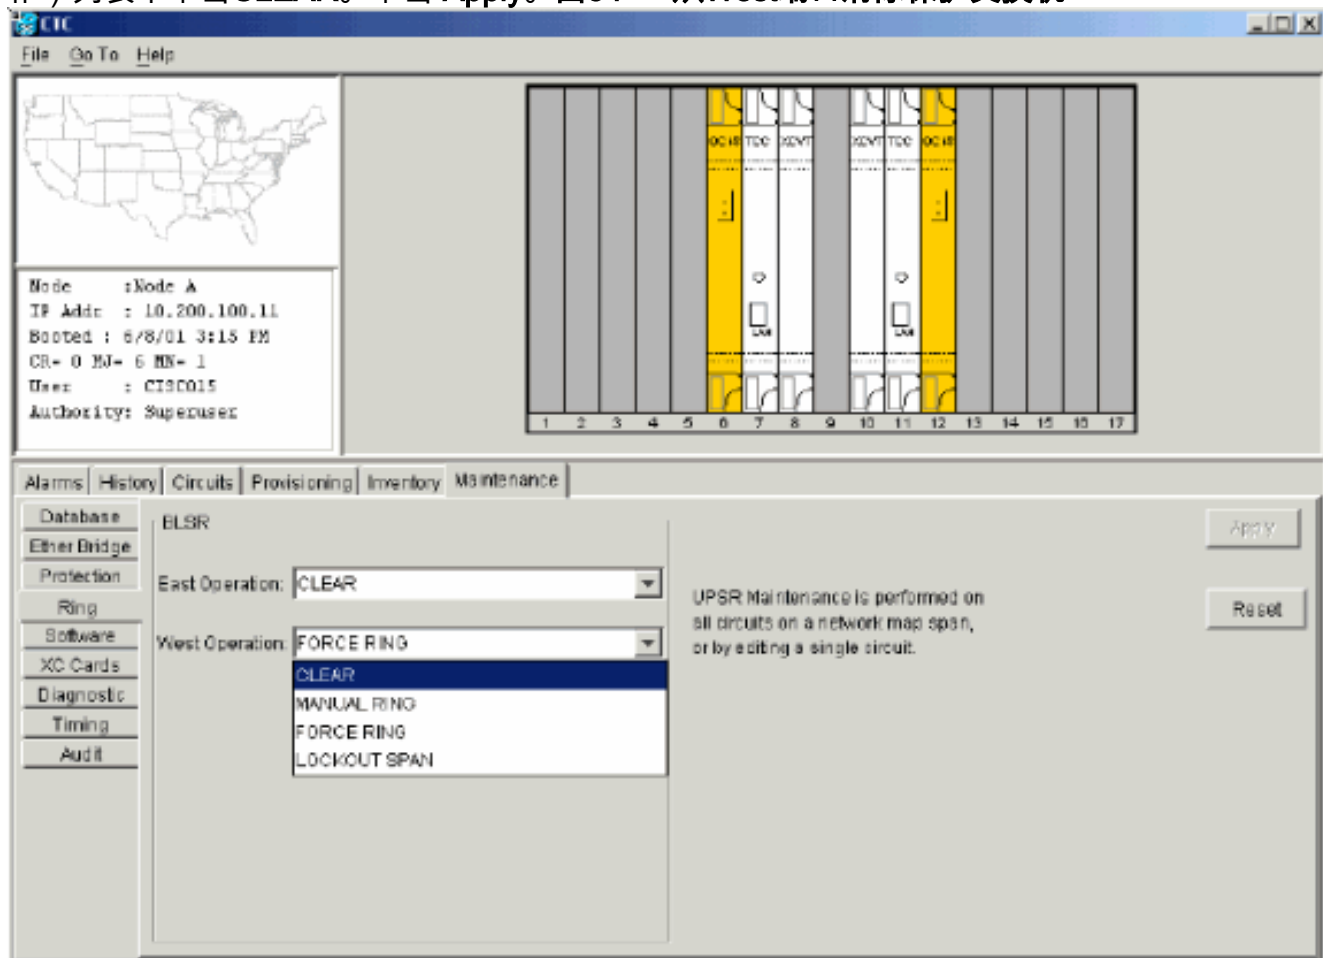 CTC
File Go To Help
OC48 TCC XCVT XCVT TCC OC48
LAN LAN
1 2 3 4 5 6 7 8 9 10 11 12 13 14 15 16 17
Node :Node A
IP Addr : 10.200.100.11
Booted : 6/8/01 3:15 PM
CR- 0 MJ- 6 MN- 1
User : CISCO15
Authority: Superuser
Alarms History Circuits Provisioning Inventory Maintenance
Database
Ether Bridge
Protection
Ring
Software
XC Cards
Diagnostic
Timing
Audit
BLSR
East Operation: CLEAR
West Operation: FORCE RING
CLEAR
MANUAL RING
FORCE RING
LOCKOUT SPAN
UPSR Maintenance is performed on
all circuits on a network map span,
or by editing a single circuit.
Apply
Reset